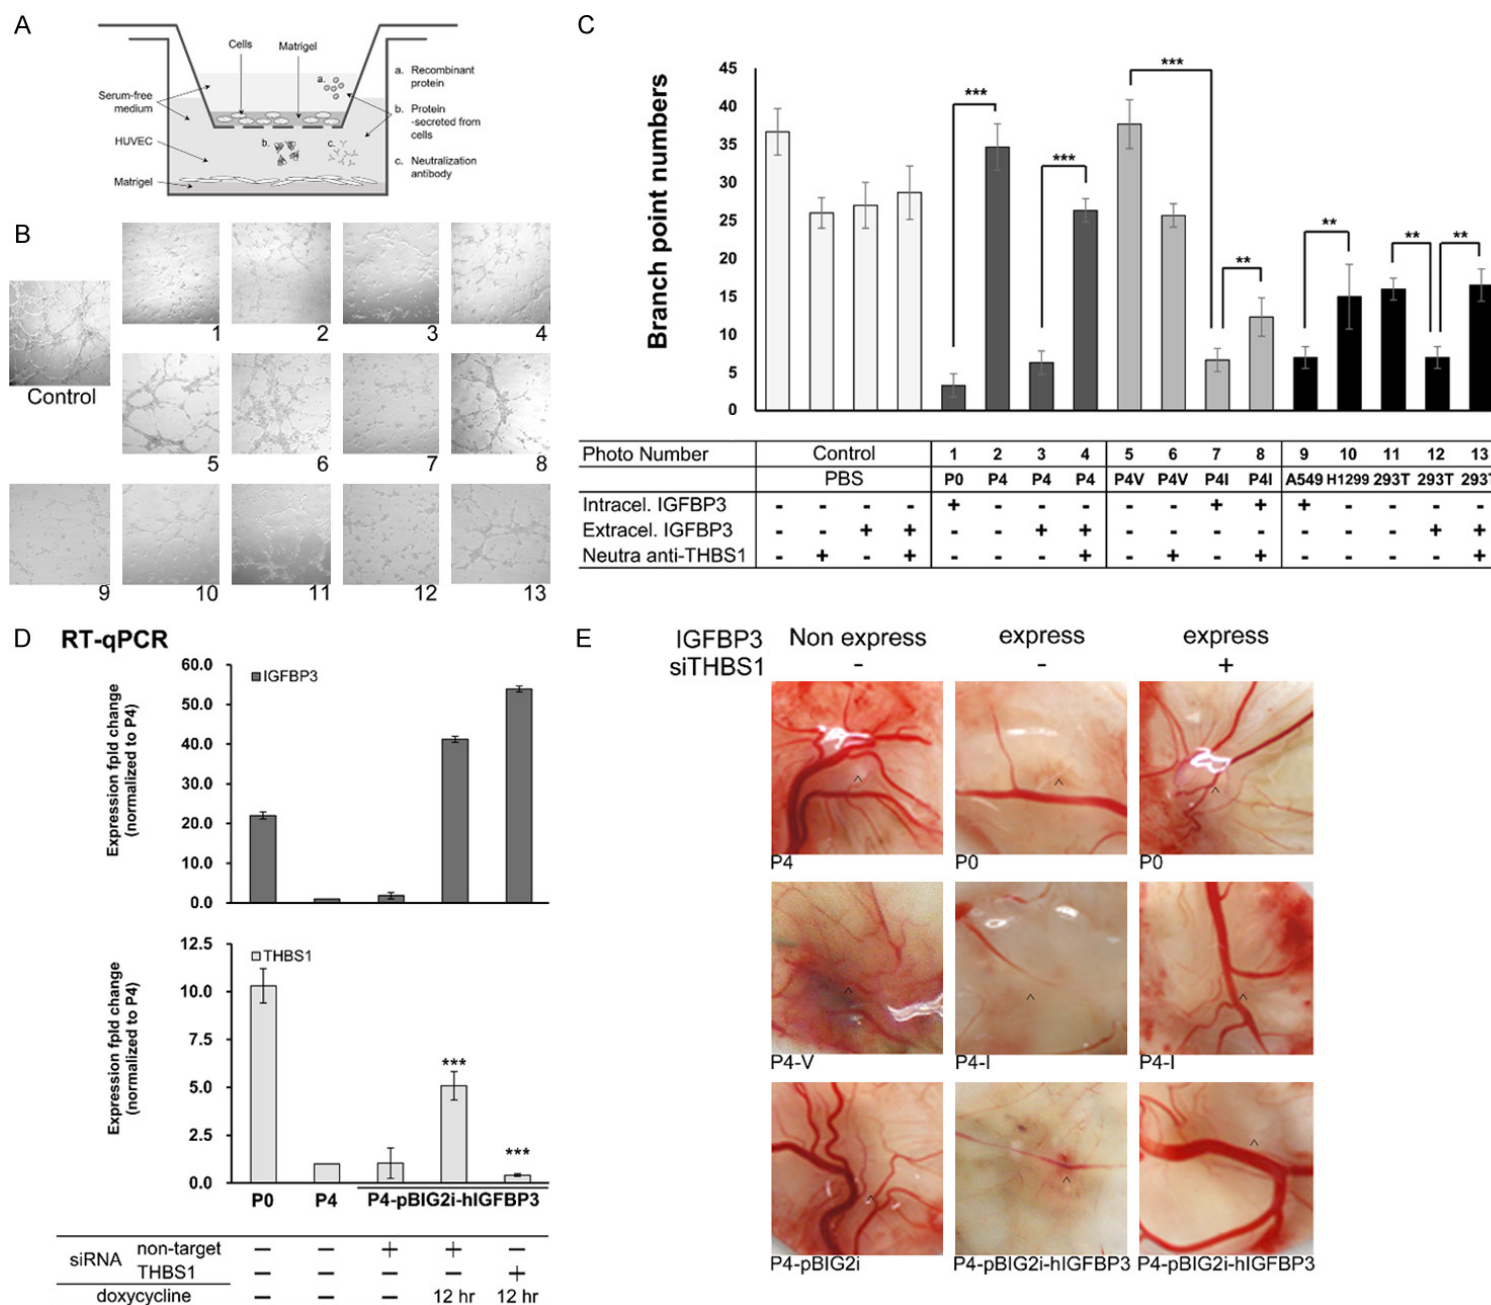 A
Cells
Matrigel
Serum-free
medium
HUVEC
Matrigel
a.
b.
c.
a. Recombinant
protein
b. Protein
-secreted from
cells
c. Neutralization
antibody
B
Control
1
2
3
4
5
6
7
8
9
10
11
12
13
C
Branch point numbers
45
40
35
30
25
20
15
10
5
0
***
***
***
**
**
**
**
Photo Number Control 1 2 3 4 5 6 7 8 9 10 11 12 13
PBS P0 P4 P4 P4 P4V P4V P4I P4I A549 H1299 293T 293T 293T
Intracel. IGFBP3 - - - - + - - - - - + + + - - - -
Extracel. IGFBP3 - - + + - - + + - - - - - - - + +
Neutra anti-THBS1 - + - + - - - + - + - + - - - - +
D RT-qPCR
Expression fpld change
(normalized to P4)
60.0
50.0
40.0
30.0
20.0
10.0
0.0
IGFBP3
Expression fpld change
(normalized to P4)
12.5
10.0
7.5
5.0
2.5
0.0
THBS1
***
***
P0 P4 P4-pBIG2i-hIGFBP3
siRNA
non-target − − + + −
THBS1 − − − − +
doxycycline − − − 12 hr 12 hr
E
IGFBP3 Non express express express
siTHBS1 - - +
^
^
^
P4 P0 P0
^
^
^
P4-V P4-I P4-I
^
^
^
P4-pBIG2i P4-pBIG2i-hIGFBP3 P4-pBIG2i-hIGFBP3